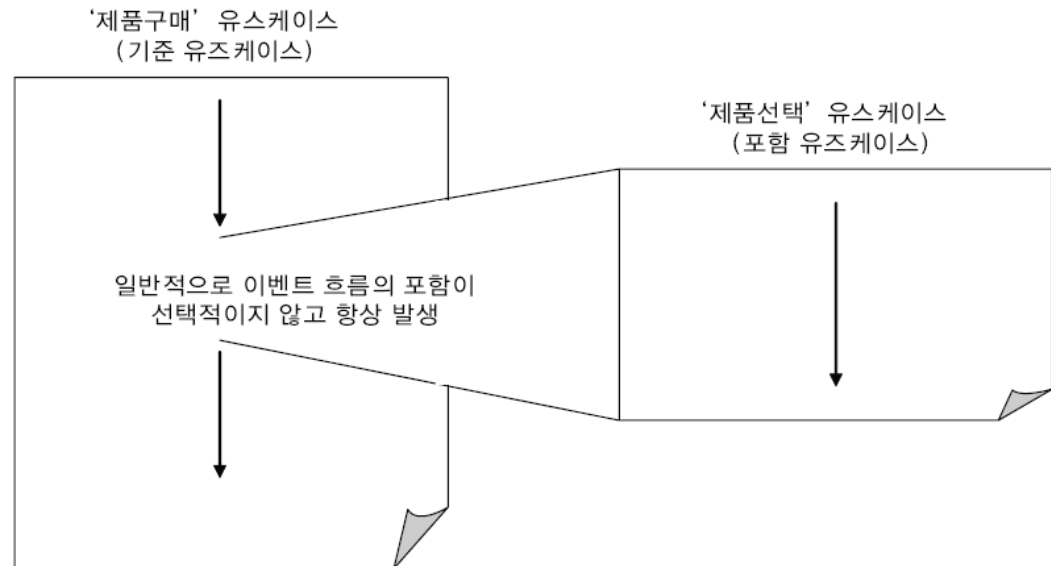 ‘제품구매’ 유스케이스
(기준 유즈케이스)
‘제품선택’ 유스케이스
(포함 유즈케이스)
일반적으로 이벤트 흐름의 포함이
선택적이지 않고 항상 발생